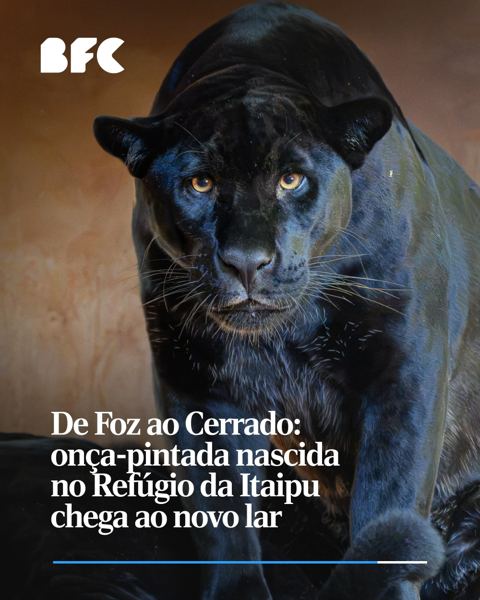 BFC
De Foz ao Cerrado:
onça-pintada nascida
no Refúgio da Itaipu
chega ao novo lar